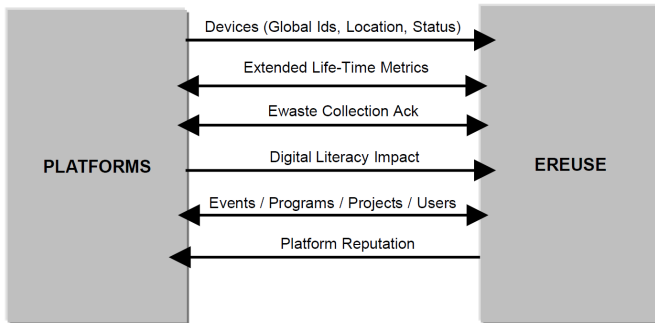 Devices (Global Ids, Location, Status)
Extended Life-Time Metrics
Ewaste Collection Ack
PLATFORMS
Digital Literacy Impact
EREUSE
Events / Programs / Projects / Users
Platform Reputation